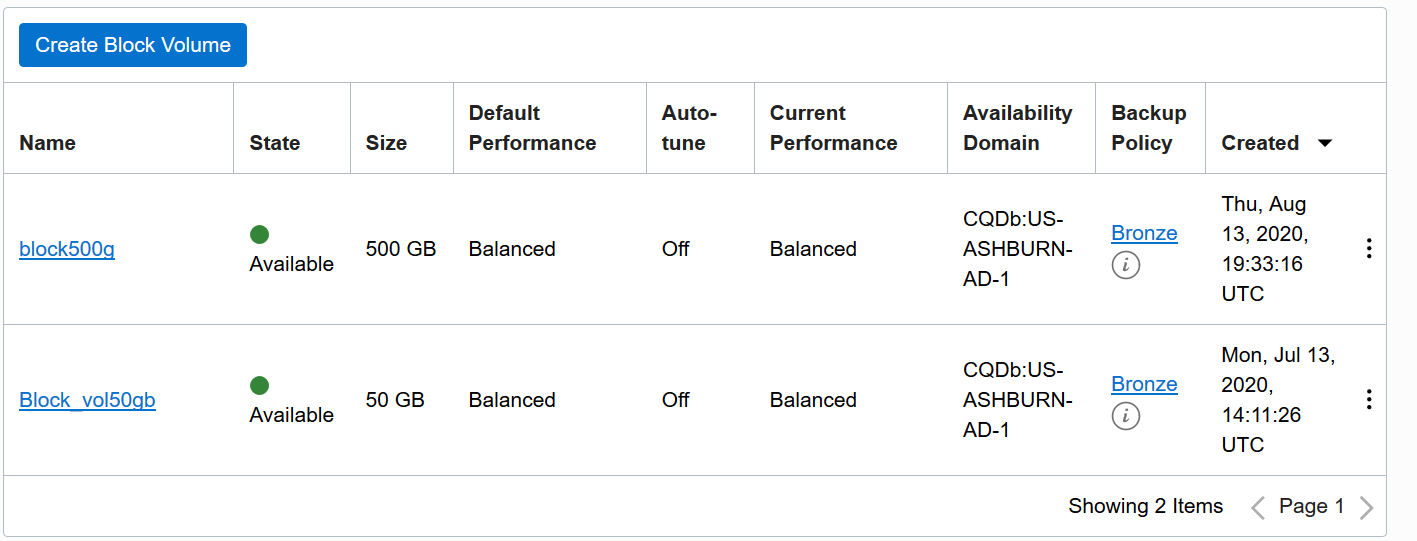 Create Block Volume
Name
State
Size
Default
Performance
Auto-
tune
Current
Performance
Availability
Domain
Backup
Policy
Created
block500g
Available
500 GB
Balanced
Off
Balanced
CQDb:US-
ASHBURN-
AD-1
Bronze
i
Thu, Aug
13, 2020,
19:33:16
UTC
Block_vol50gb
Available
50 GB
Balanced
Off
Balanced
CQDb:US-
ASHBURN-
AD-1
Bronze
i
Mon, Jul 13,
2020,
14:11:26
UTC
Showing 2 Items
Page 1